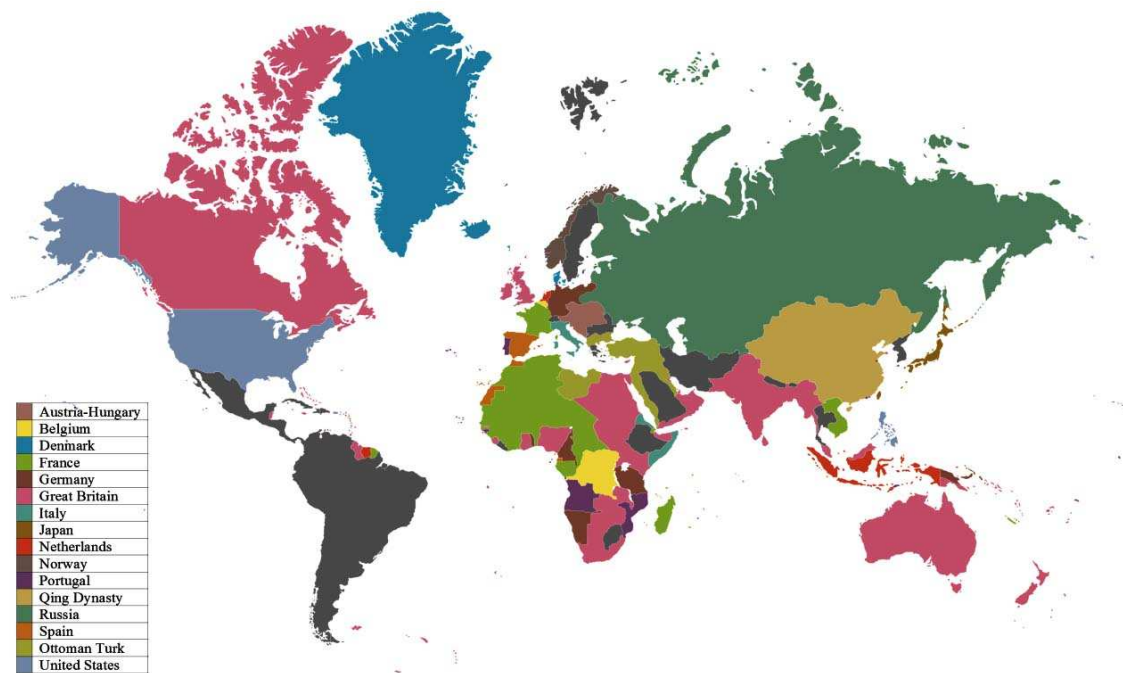 Austria-Hungary
Belgium
Denmark
France
Germany
Great Britain
Italy
Japan
Netherlands
Norway
Portugal
Qing Dynasty
Russia
Spain
Ottoman Turk
United States